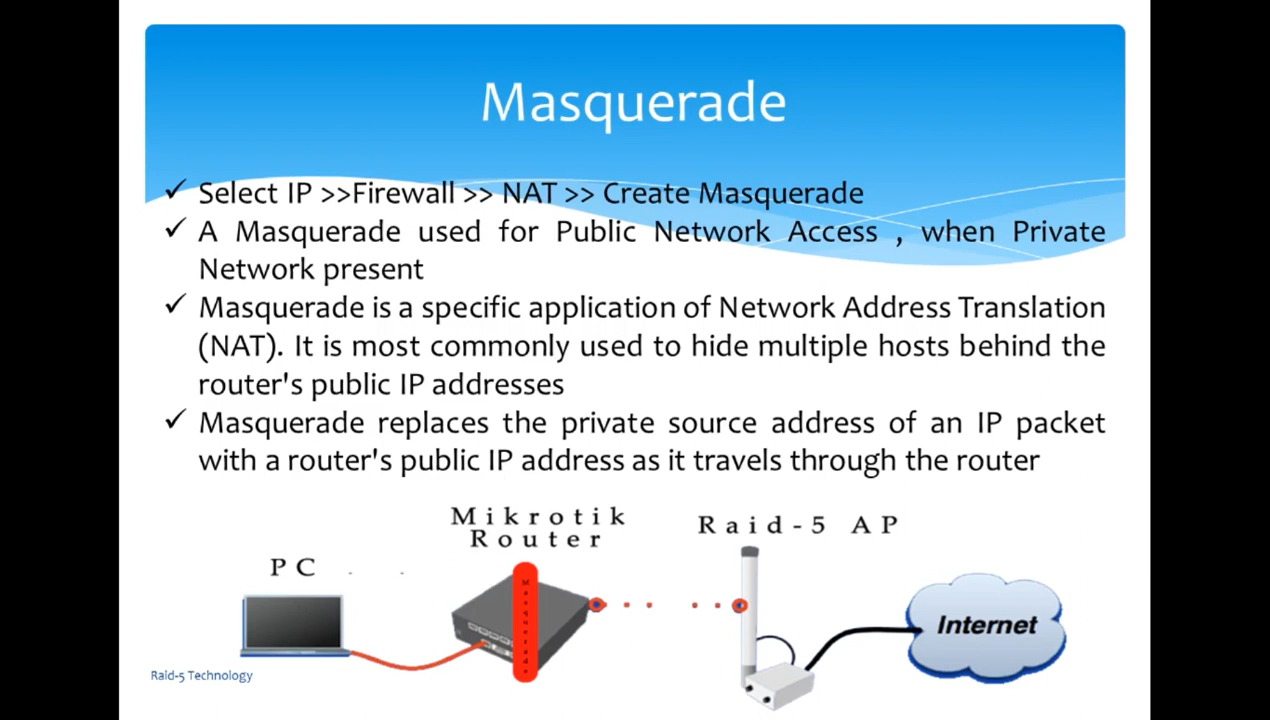 Masquerade
✓ Select IP >>Firewall >> NAT >> Create Masquerade
✓ A Masquerade used for Public Network Access , when Private
Network present
✓ Masquerade is a specific application of Network Address Translation
(NAT). It is most commonly used to hide multiple hosts behind the
router's public IP addresses
✓ Masquerade replaces the private source address of an IP packet
with a router's public IP address as it travels through the router
Mikrotik
Router
Raid-5 AP
PC
Masquerade
Internet
Raid-5 Technology